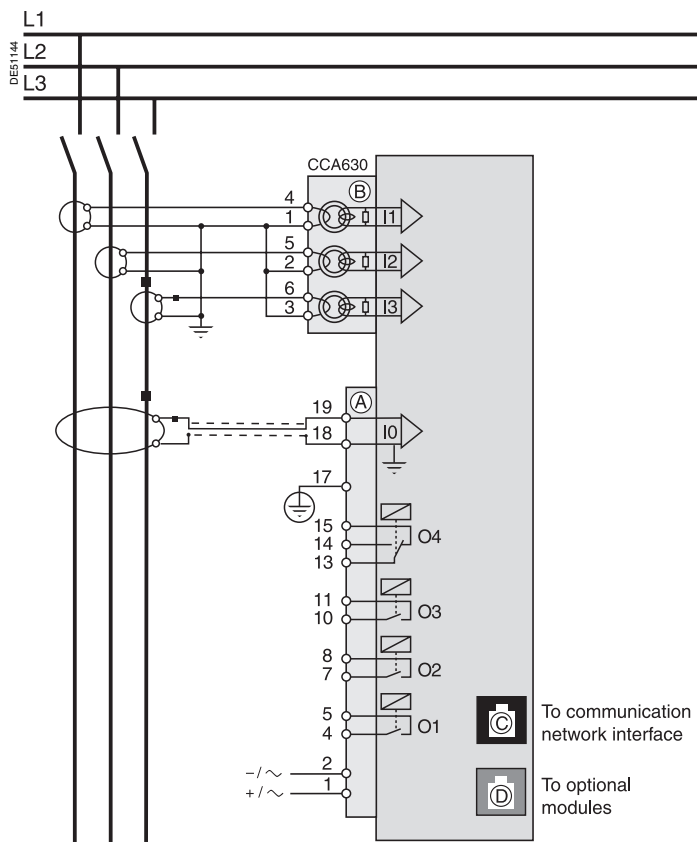 L1
L2
L3
DE51144
CCA630
B
4
1
I1
5
2
I2
6
3
I3
A
19
18
I0
17
15
14
13
O4
11
10
O3
8
7
O2
5
4
O1
C
To communication
network interface
-/~ 2
+/~ 1
D
To optional
modules